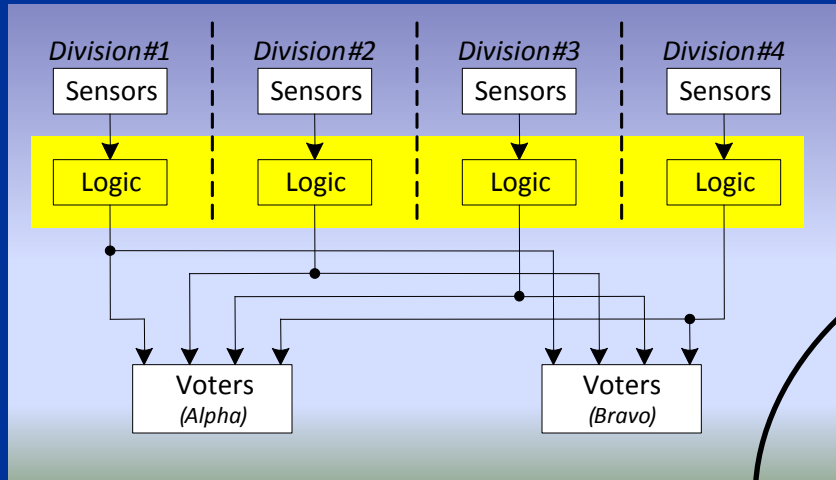 Division#1 Division#2 Division#3 Division#4
Sensors Sensors Sensors Sensors
Logic Logic Logic Logic
Voters Voters
(Alpha) (Bravo)